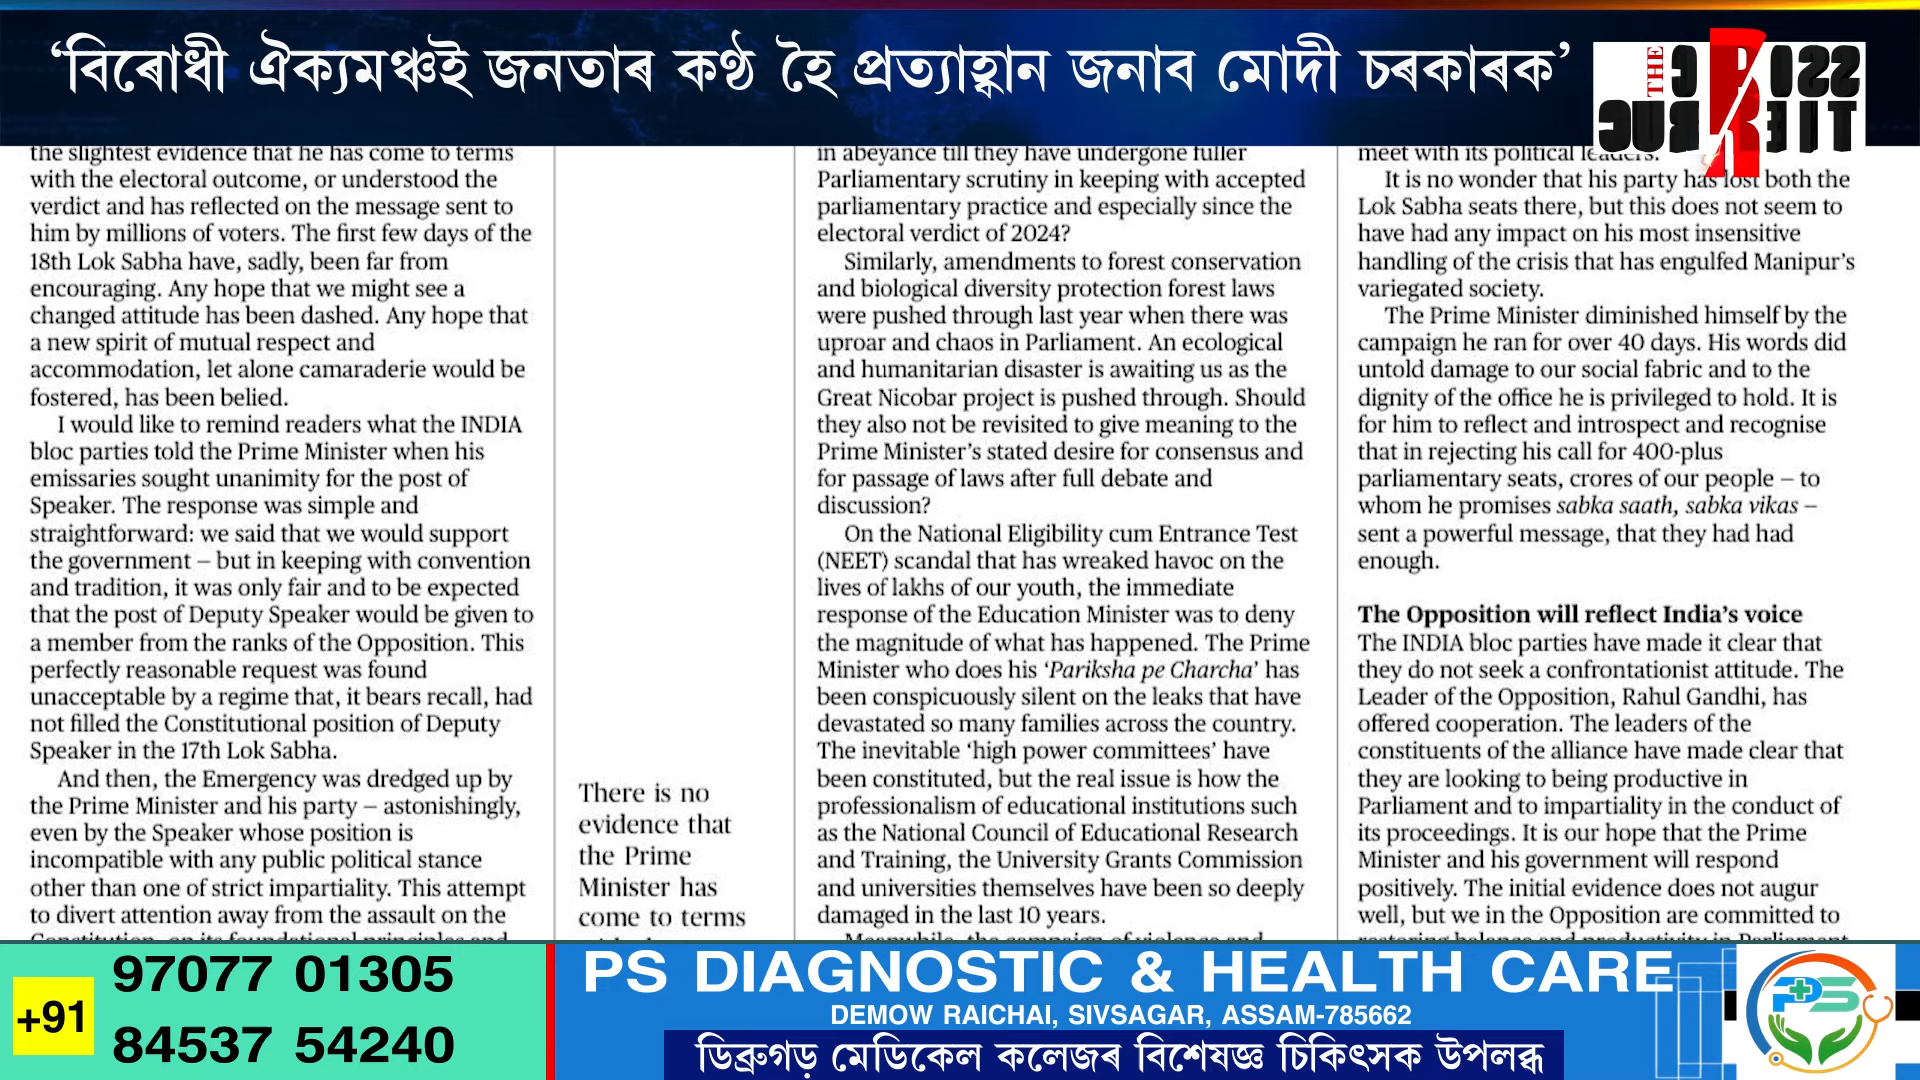 ‘বিৰোধী ঐক্যমঞ্চই জনতাৰ কণ্ঠ হৈ প্ৰত্যাহ্বান জনাব মোদী চৰকাৰক’
THE
the slightest evidence that he has come to terms
with the electoral outcome, or understood the
verdict and has reflected on the message sent to
him by millions of voters. The first few days of the
18th Lok Sabha have, sadly, been far from
encouraging. Any hope that we might see a
changed attitude has been dashed. Any hope that
a new spirit of mutual respect and
accommodation, let alone camaraderie would be
fostered, has been belied.
I would like to remind readers what the INDIA
bloc parties told the Prime Minister when his
emissaries sought unanimity for the post of
Speaker. The response was simple and
straightforward: we said that we would support
the government – but in keeping with convention
and tradition, it was only fair and to be expected
that the post of Deputy Speaker would be given to
a member from the ranks of the Opposition. This
perfectly reasonable request was found
unacceptable by a regime that, it bears recall, had
not filled the Constitutional position of Deputy
Speaker in the 17th Lok Sabha.
And then, the Emergency was dredged up by
the Prime Minister and his party – astonishingly,
even by the Speaker whose position is
incompatible with any public political stance
other than one of strict impartiality. This attempt
to divert attention away from the assault on the
Constitution, on its foundational principles and
There is no
evidence that
the Prime
Minister has
come to terms
in abeyance till they have undergone fuller
Parliamentary scrutiny in keeping with accepted
parliamentary practice and especially since the
electoral verdict of 2024?
Similarly, amendments to forest conservation
and biological diversity protection forest laws
were pushed through last year when there was
uproar and chaos in Parliament. An ecological
and humanitarian disaster is awaiting us as the
Great Nicobar project is pushed through. Should
they also not be revisited to give meaning to the
Prime Minister’s stated desire for consensus and
for passage of laws after full debate and
discussion?
On the National Eligibility cum Entrance Test
(NEET) scandal that has wreaked havoc on the
lives of lakhs of our youth, the immediate
response of the Education Minister was to deny
the magnitude of what has happened. The Prime
Minister who does his ‘Pariksha pe Charcha’ has
been conspicuously silent on the leaks that have
devastated so many families across the country.
The inevitable ‘high power committees’ have
been constituted, but the real issue is how the
professionalism of educational institutions such
as the National Council of Educational Research
and Training, the University Grants Commission
and universities themselves have been so deeply
damaged in the last 10 years.
Meanwhile, the campaign of violence and
meet with its political leaders.
It is no wonder that his party has lost both the
Lok Sabha seats there, but this does not seem to
have had any impact on his most insensitive
handling of the crisis that has engulfed Manipur’s
variegated society.
The Prime Minister diminished himself by the
campaign he ran for over 40 days. His words did
untold damage to our social fabric and to the
dignity of the office he is privileged to hold. It is
for him to reflect and introspect and recognise
that in rejecting his call for 400-plus
parliamentary seats, crores of our people – to
whom he promises sabka saath, sabka vikas –
sent a powerful message, that they had had
enough.
The Opposition will reflect India’s voice
The INDIA bloc parties have made it clear that
they do not seek a confrontationist attitude. The
Leader of the Opposition, Rahul Gandhi, has
offered cooperation. The leaders of the
constituents of the alliance have made clear that
they are looking to being productive in
Parliament and to impartiality in the conduct of
its proceedings. It is our hope that the Prime
Minister and his government will respond
positively. The initial evidence does not augur
well, but we in the Opposition are committed to
restoring balance and productivity in Parliament
+91
97077 01305
84537 54240
PS DIAGNOSTIC & HEALTH CARE
DEMOW RAICHAI, SIVSAGAR, ASSAM-785662
ডিব্ৰুগড় মেডিকেল কলেজৰ বিশেষজ্ঞ চিকিৎসক উপলব্ধ
PS